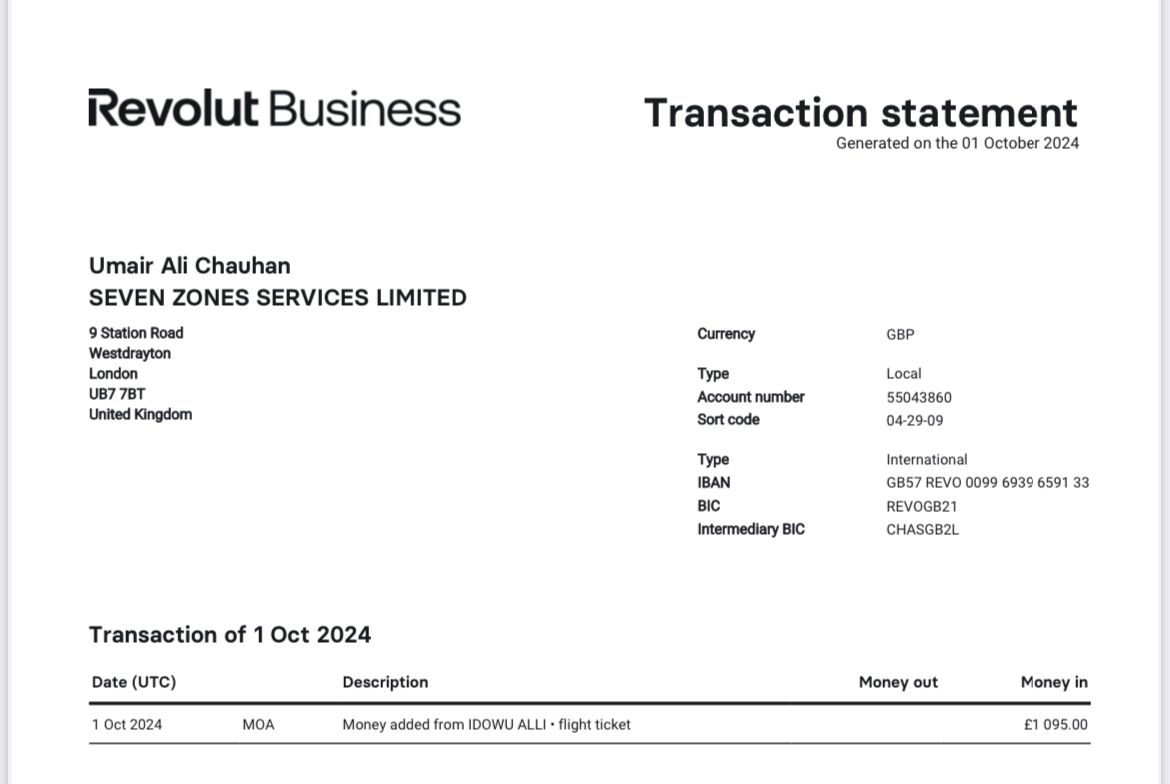 Revolut Business
Transaction statement
Generated on the 01 October 2024
Umair Ali Chauhan
SEVEN ZONES SERVICES LIMITED
9 Station Road
Westdrayton
London
UB7 7BT
United Kingdom
Currency GBP
Type Local
Account number 55043860
Sort code 04-29-09
Type International
IBAN GB57 REVO 0099 6939 6591 33
BIC REVOGB21
Intermediary BIC CHASGB2L
Transaction of 1 Oct 2024
Date (UTC) Description Money out Money in
1 Oct 2024 MOA Money added from IDOWU ALLI • flight ticket £1 095.00